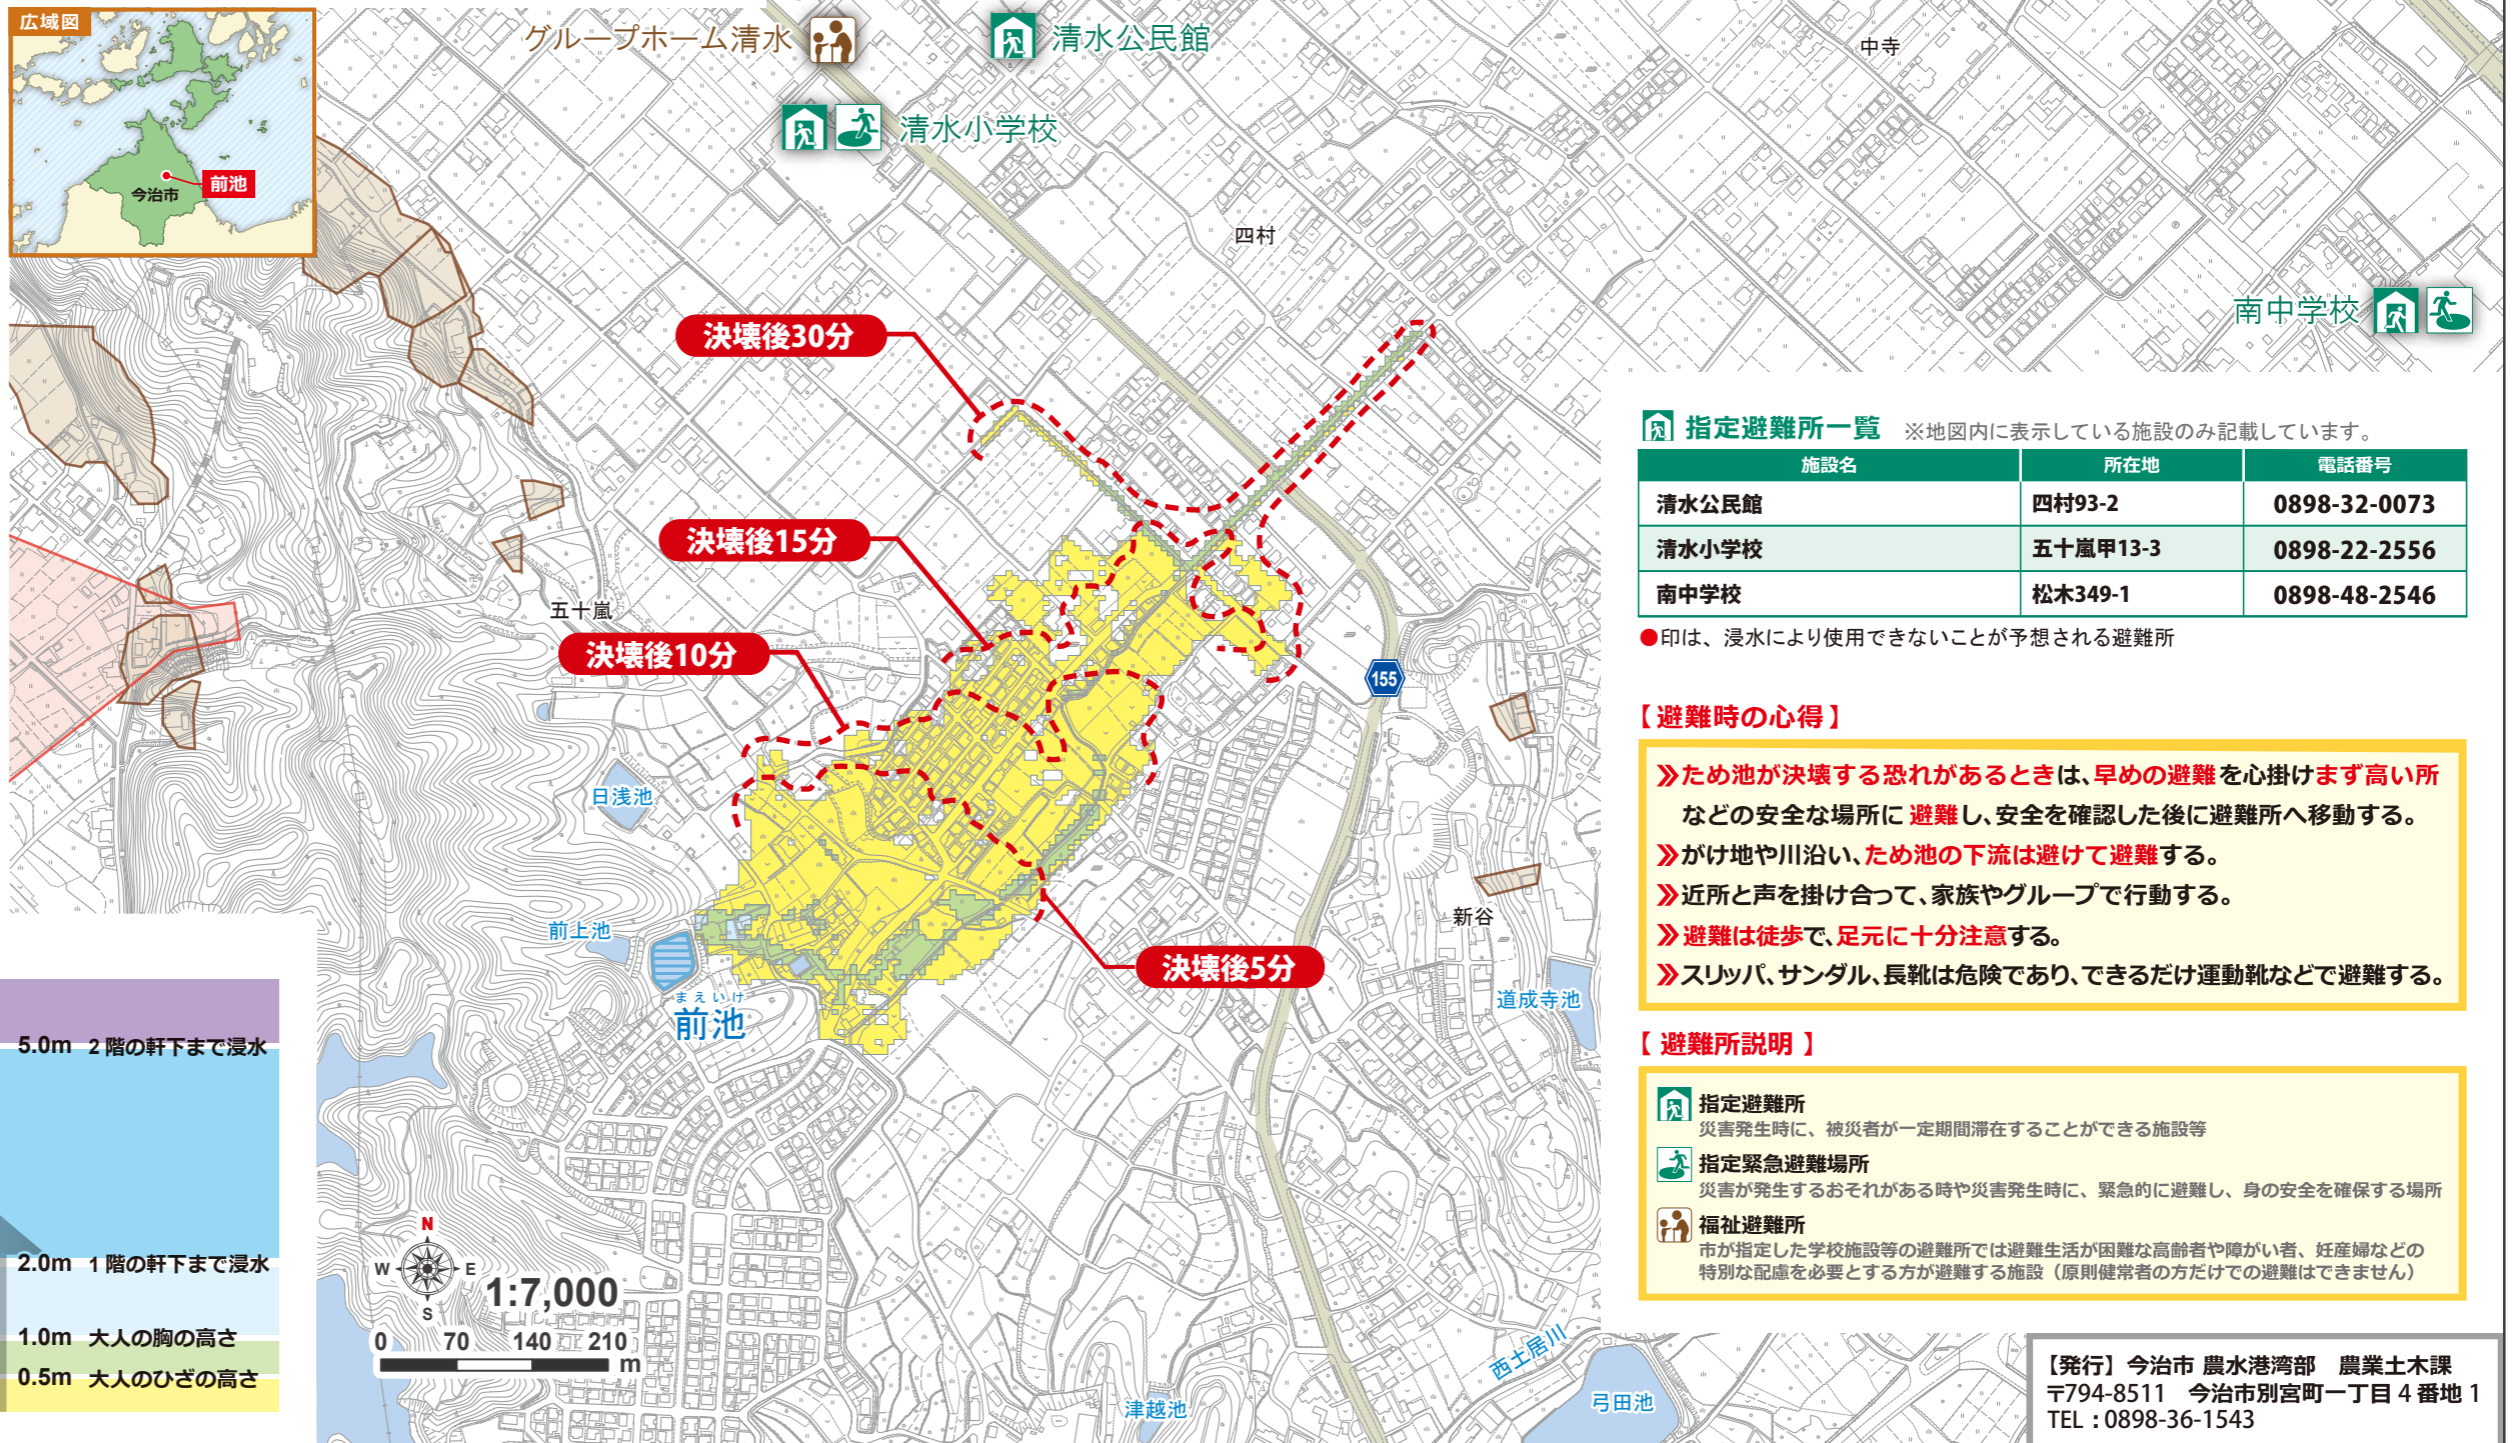 広域図
今治市
前池
グループホーム清水
清水公民館
清水小学校
中寺
四村
南中学校
決壊後30分
決壊後15分
五十嵐
決壊後10分
155
日浅池
前上池
まえいけ
前池
決壊後5分
新谷
道成寺池
西土居川
弓田池
津越池
指定避難所一覧 ※地図内に表示している施設のみ記載しています。
施設名 所在地 電話番号
清水公民館 四村93-2 0898-32-0073
清水小学校 五十嵐甲13-3 0898-22-2556
南中学校 松木349-1 0898-48-2546
●印は、浸水により使用できないことが予想される避難所
【避難時の心得】
≫ため池が決壊する恐れがあるときは、早めの避難を心掛けまず高い所
などの安全な場所に 避難し、安全を確認した後に避難所へ移動する。
≫がけ地や川沿い、ため池の下流は避けて避難する。
≫近所と声を掛け合って、家族やグループで行動する。
≫避難は徒歩で、足元に十分注意する。
≫スリッパ、サンダル、長靴は危険であり、できるだけ運動靴などで避難する。
【 避難所説明 】
指定避難所
災害発生時に、被災者が一定期間滞在することができる施設等
指定緊急避難場所
災害が発生するおそれがある時や災害発生時に、緊急的に避難し、身の安全を確保する場所
福祉避難所
市が指定した学校施設等の避難所では避難生活が困難な高齢者や障がい者、妊産婦などの
特別な配慮を必要とする方が避難する施設（原則健常者の方だけでの避難はできません）
5.0m 2階の軒下まで浸水
2.0m 1階の軒下まで浸水
1.0m 大人の胸の高さ
0.5m 大人のひざの高さ
N
W E
S
1:7,000
0 70 140 210
m
【発行】今治市 農水港湾部 農業土木課
〒794-8511 今治市別宮町一丁目4番地1
TEL：0898-36-1543